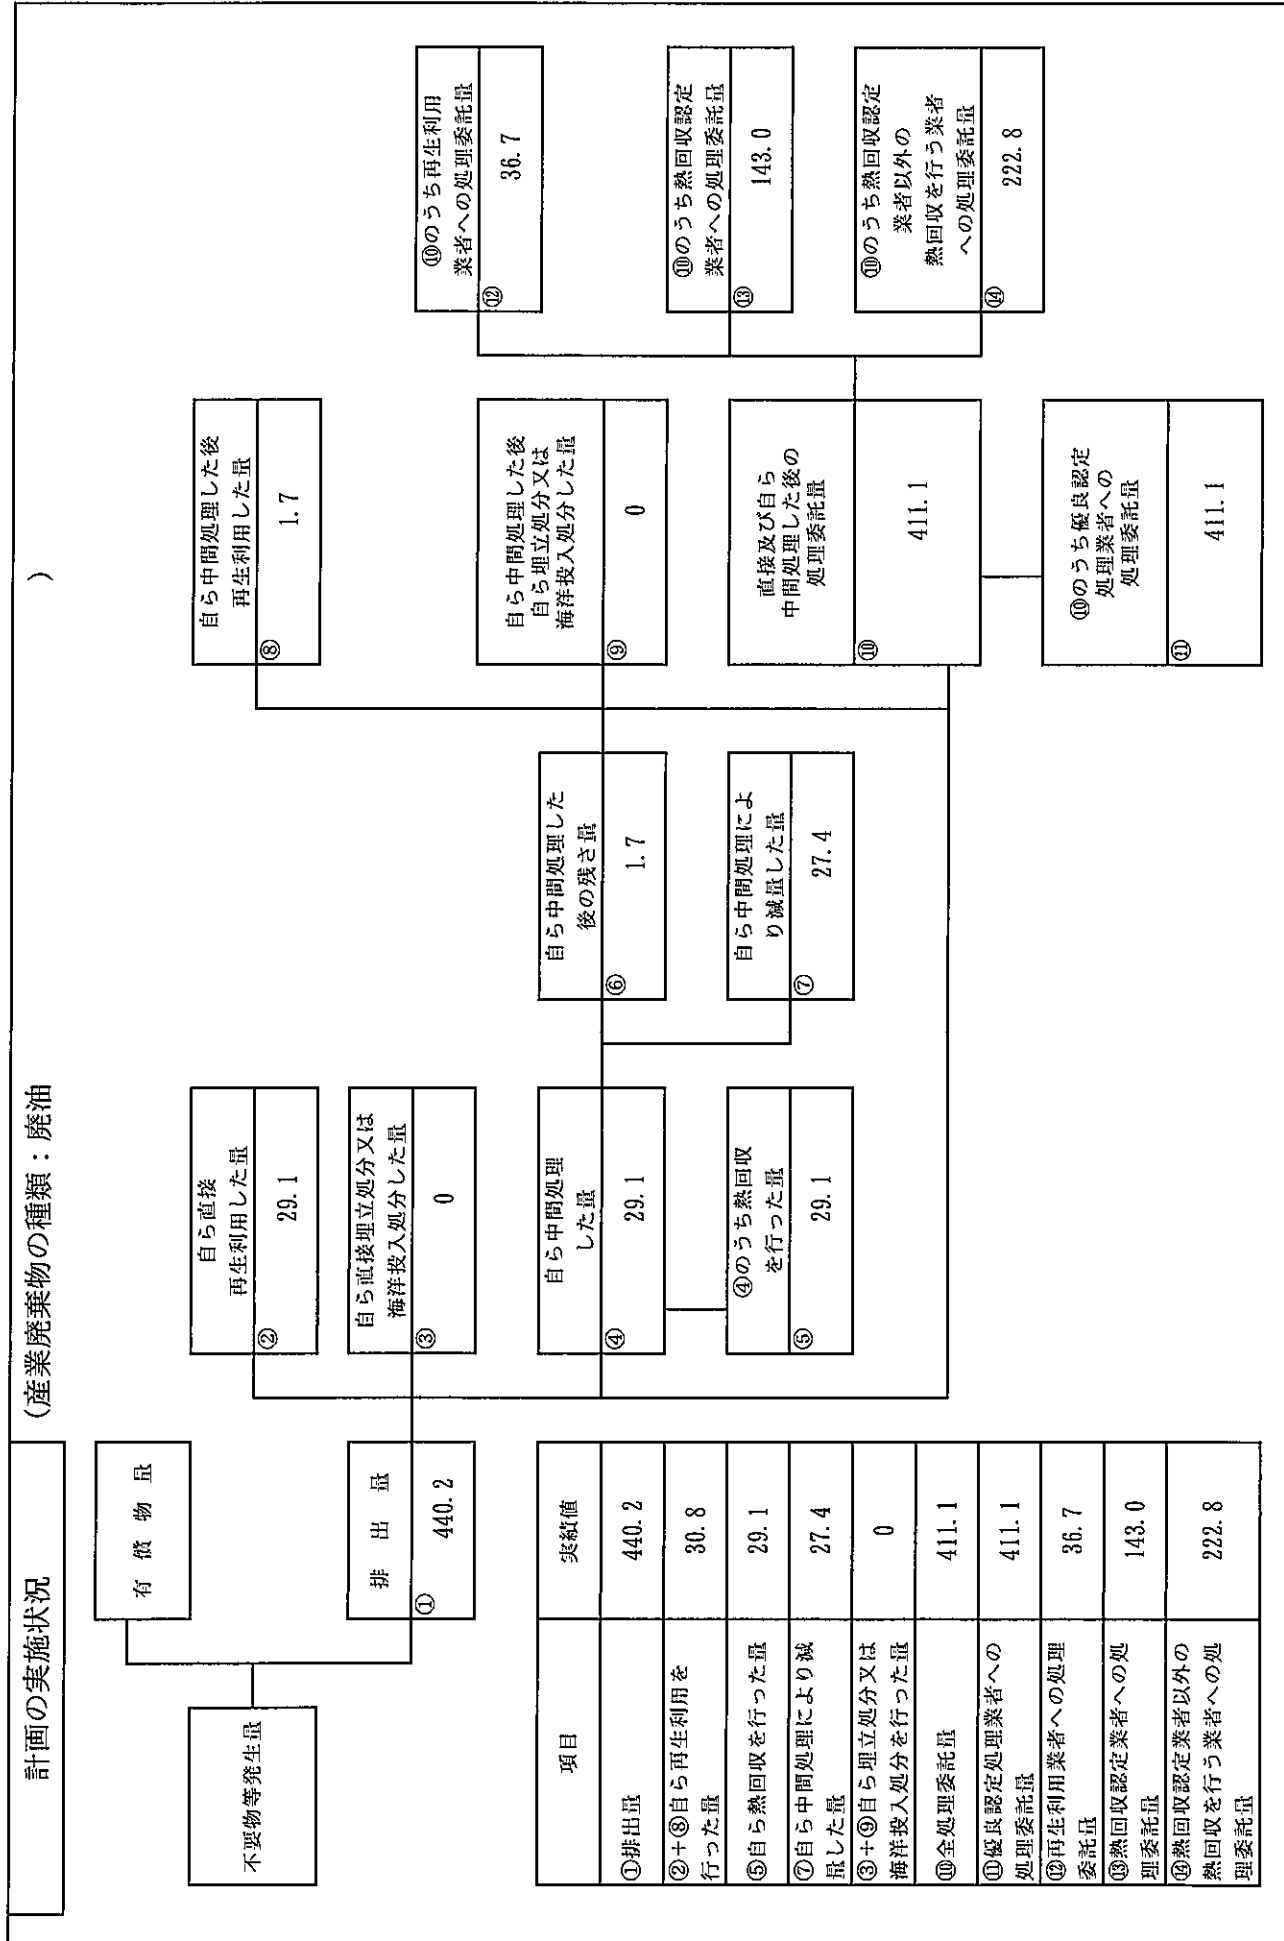 計画の実施状況
（産業廃棄物の種類：廃油　　　）
不要物等発生量
有 償 物 量
排 出 量
①
440.2
自ら直接
再生利用した量
②
29.1
自ら直接埋立処分又は
海洋投入処分した量
③
0
自ら中間処理
した量
④
29.1
④のうち熱回収
を行った量
⑤
29.1
自ら中間処理した
後の残さ量
⑥
1.7
自ら中間処理によ
り減量した量
⑦
27.4
自ら中間処理した後
再生利用した量
⑧
1.7
自ら中間処理した後
自ら埋立処分又は
海洋投入処分した量
⑨
0
直接及び自ら
中間処理した後の
処理委託量
⑩
411.1
⑩のうち優良認定
処理業者への
処理委託量
⑪
411.1
⑩のうち再生利用
業者への処理委託量
⑫
36.7
⑩のうち熱回収認定
業者への処理委託量
⑬
143.0
⑩のうち熱回収認定
業者以外の
熱回収を行う業者
への処理委託量
⑭
222.8
項目 実績値
①排出量 440.2
②+⑧自ら再生利用を
行った量 30.8
⑤自ら熱回収を行った量 29.1
⑦自ら中間処理により減
量した量 27.4
③+⑨自ら埋立処分又は
海洋投入処分を行った量 0
⑩全処理委託量 411.1
⑪優良認定処理業者への
処理委託量 411.1
⑫再生利用業者への処理
委託量 36.7
⑬熱回収認定業者への処
理委託量 143.0
⑭熱回収認定業者以外の
熱回収を行う業者への処
理委託量 222.8